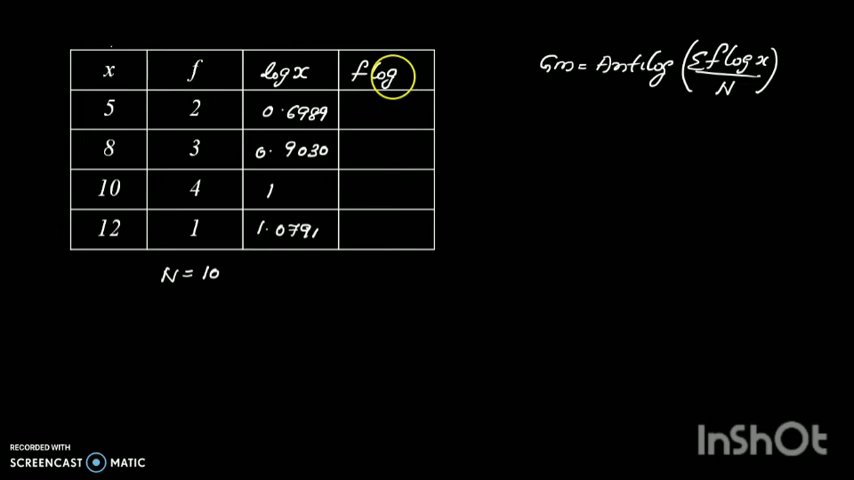 x f log x f log
5 2 0.6989
8 3 0.9030
10 4 1
12 1 1.0791
N = 10
Gm = Antilog (Σf log x / N)
RECORDED WITH
SCREENCAST MATIC
InShOt